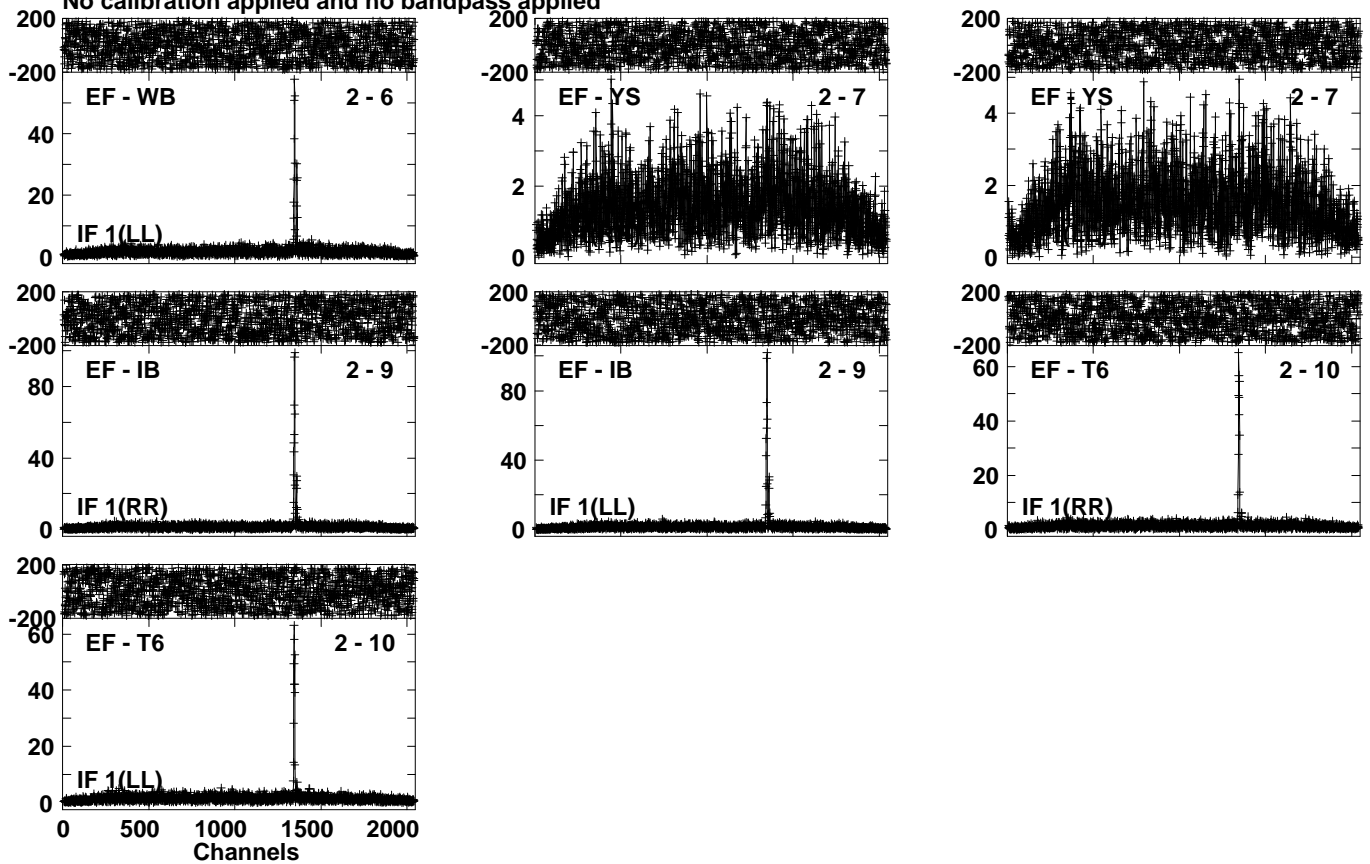 No calibration applied and no bandpass applied
200
-200
EF - WB 2 - 6
40
20
0
IF 1(LL)
200
-200
EF - YS 2 - 7
4
2
0
200
-200
EF - YS 2 - 7
4
2
0
200
-200
EF - IB 2 - 9
80
40
0
IF 1(RR)
200
-200
EF - IB 2 - 9
80
40
0
IF 1(LL)
200
-200
EF - T6 2 - 10
60
40
20
0
IF 1(RR)
200
-200
EF - T6 2 - 10
60
40
20
0
IF 1(LL)
0 500 1000 1500 2000
Channels